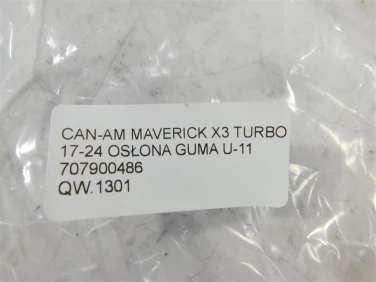 CAN-AM MAVERICK X3 TURBO
17-24 OSŁONA GUMA U-11
707900486
QW.1301